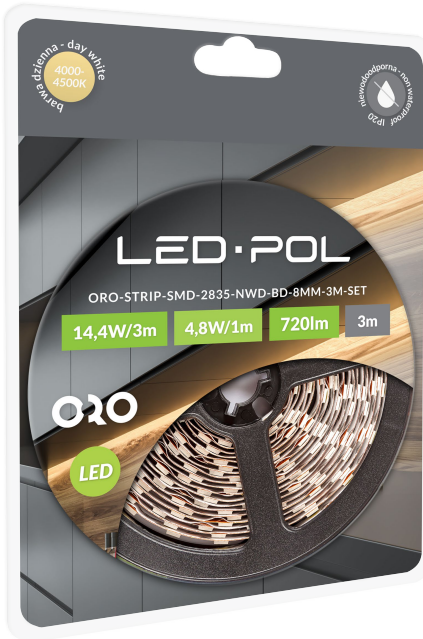 barwa dzienna - day white
4000-
4500K
niewodoodporna - non waterproof
IP20
LED·POL
ORO-STRIP-SMD-2835-NWD-BD-8MM-3M-SET
14,4W/3m
4,8W/1m
720lm
3m
ORO
LED